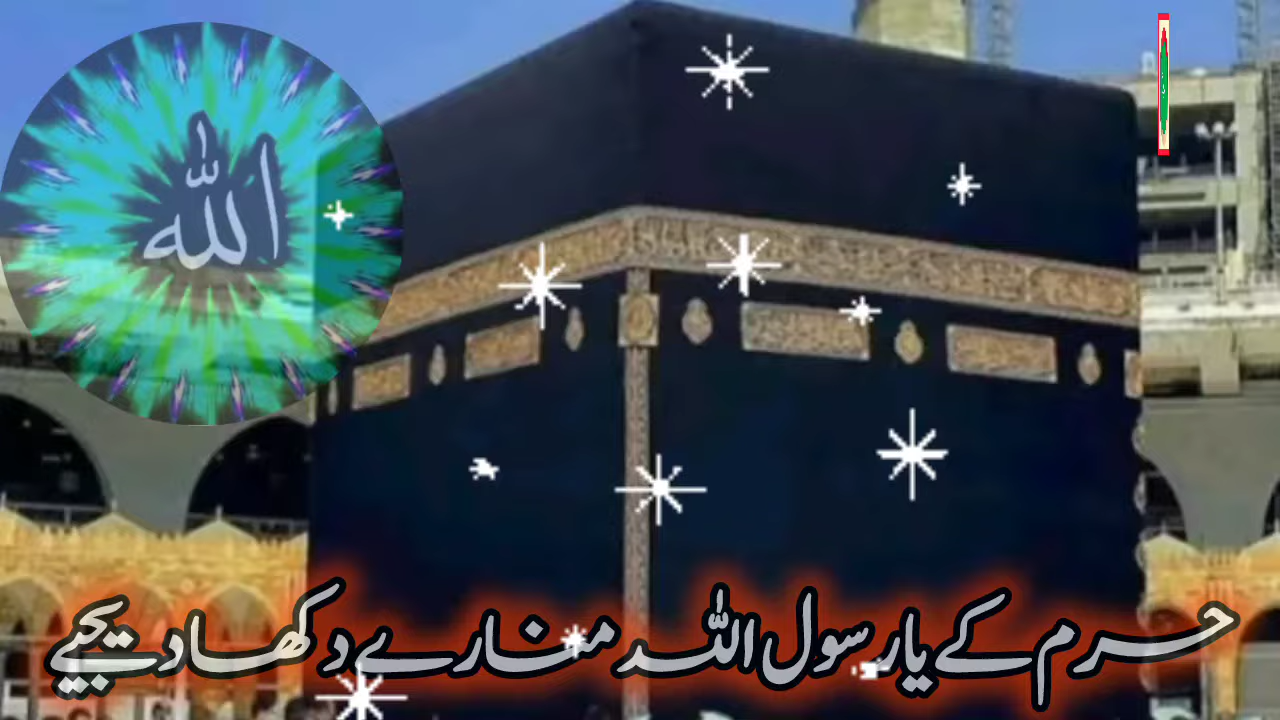 الله
حرم کے یارسول اللہ منارے دکھا دیجیے